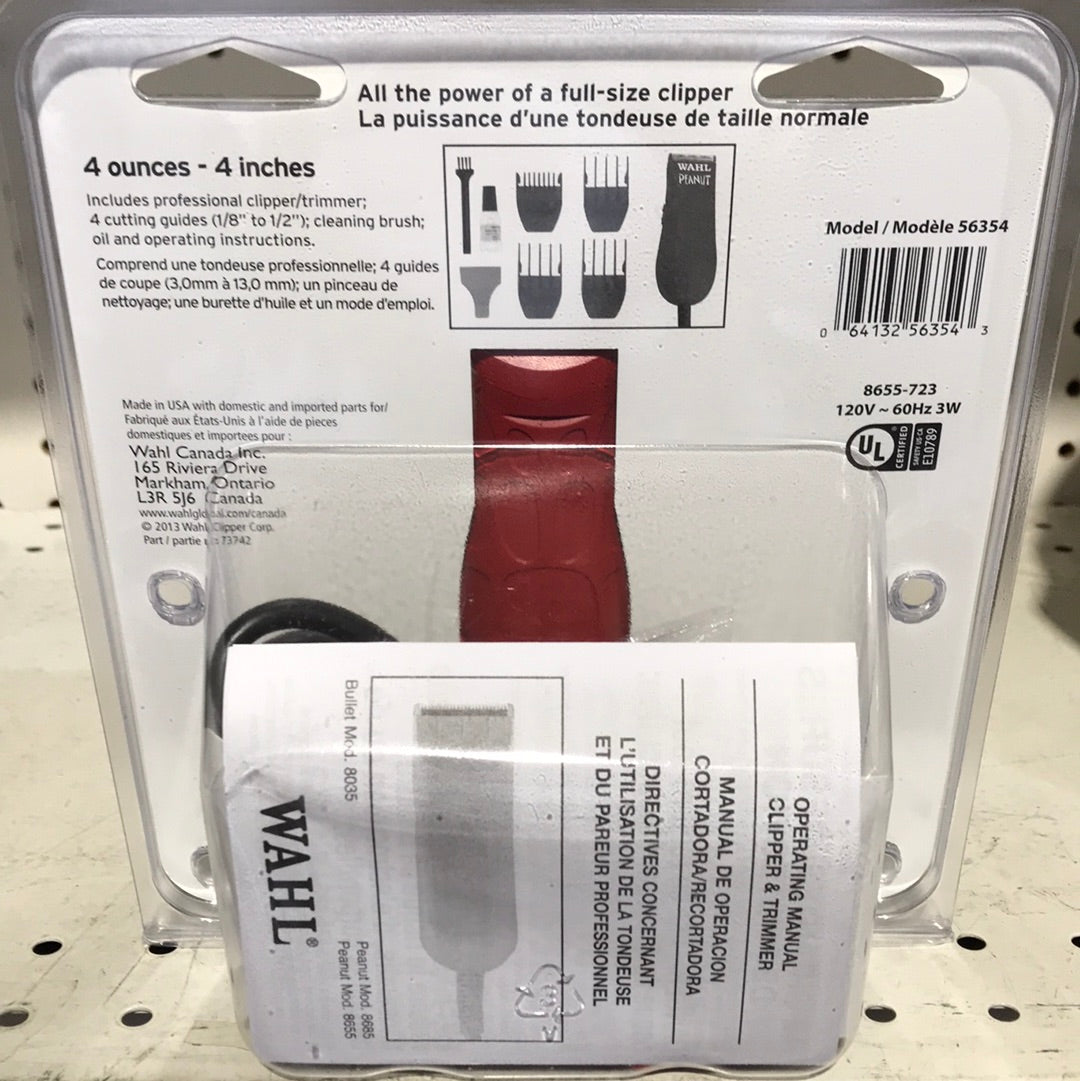 All the power of a full-size clipper
La puissance d'une tondeuse de taille normale
4 ounces - 4 inches
Includes professional clipper/trimmer;
4 cutting guides (1/8" to 1/2"); cleaning brush;
oil and operating instructions.
Comprend une tondeuse professionnelle; 4 guides
de coupe (3,0mm à 13,0 mm); un pinceau de
nettoyage; une burette d'huile et un mode d'emploi.
WAHL
PEANUT
Model / Modèle 56354
0 64132 56354 3
8655-723
120V ~ 60Hz 3W
UL
CERTIFIED
SAFETY US-CA
E10789
Made in USA with domestic and imported parts for/
Fabriqué aux États-Unis à l'aide de pieces
domestiques et importees pour :
Wahl Canada Inc.
165 Riviera Drive
Markham, Ontario
L3R 5J6 Canada
www.wahlglobal.com/canada
© 2013 Wahl Clipper Corp.
Part / partie : 73742
OPERATING MANUAL
CLIPPER & TRIMMER
MANUAL DE OPERACION
CORTADORA/RECORTADORA
DIRECTIVES CONCERNANT
L'UTILISATION DE LA TONDEUSE
ET DU PAREUR PROFESSIONNEL
Bullet Mod. 8035
Peanut Mod. 8685
Peanut Mod. 8655
WAHL®